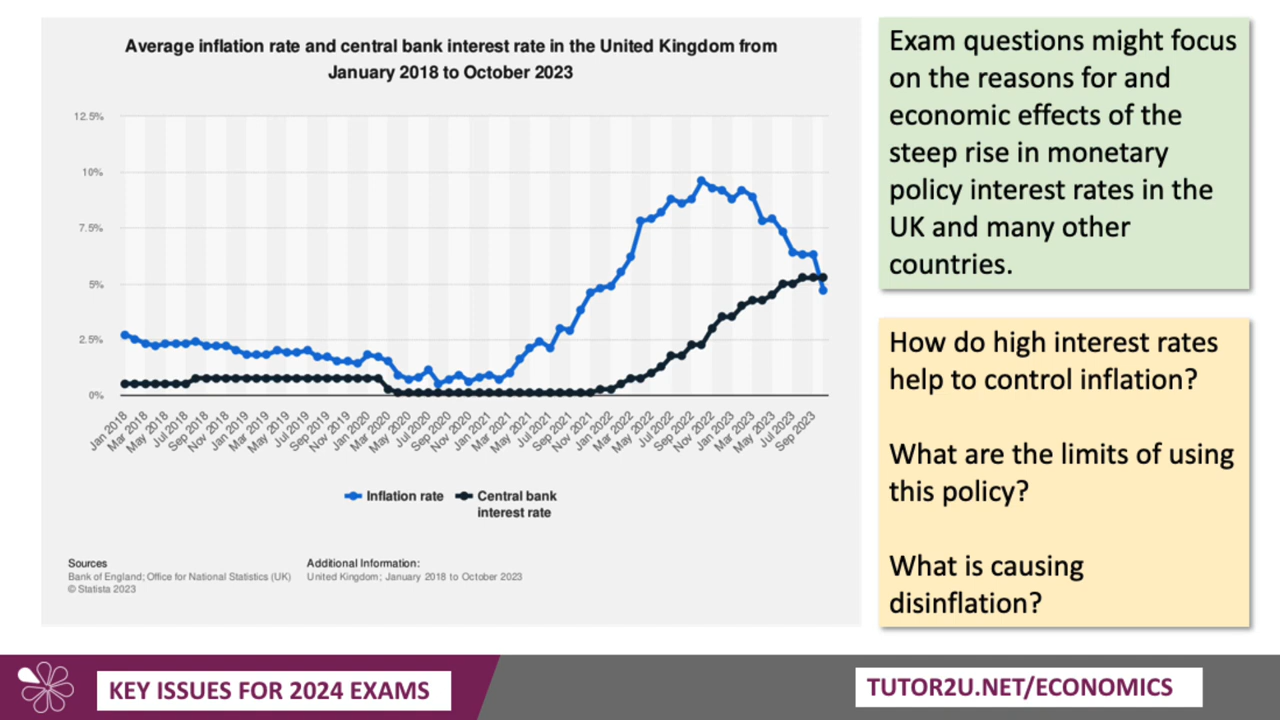 Average inflation rate and central bank interest rate in the United Kingdom from
January 2018 to October 2023
12.5%
10%
7.5%
5%
2.5%
0%
Jan 2018
Mar 2018
May 2018
Jul 2018
Sep 2018
Nov 2018
Jan 2019
Mar 2019
May 2019
Jul 2019
Sep 2019
Nov 2019
Jan 2020
Mar 2020
May 2020
Jul 2020
Sep 2020
Nov 2020
Jan 2021
Mar 2021
May 2021
Jul 2021
Sep 2021
Nov 2021
Jan 2022
Mar 2022
May 2022
Jul 2022
Sep 2022
Nov 2022
Jan 2023
Mar 2023
May 2023
Jul 2023
Sep 2023
Inflation rate
Central bank
interest rate
Sources
Bank of England; Office for National Statistics (UK)
© Statista 2023
Additional Information:
United Kingdom; January 2018 to October 2023
Exam questions might focus
on the reasons for and
economic effects of the
steep rise in monetary
policy interest rates in the
UK and many other
countries.
How do high interest rates
help to control inflation?
What are the limits of using
this policy?
What is causing
disinflation?
KEY ISSUES FOR 2024 EXAMS
TUTOR2U.NET/ECONOMICS